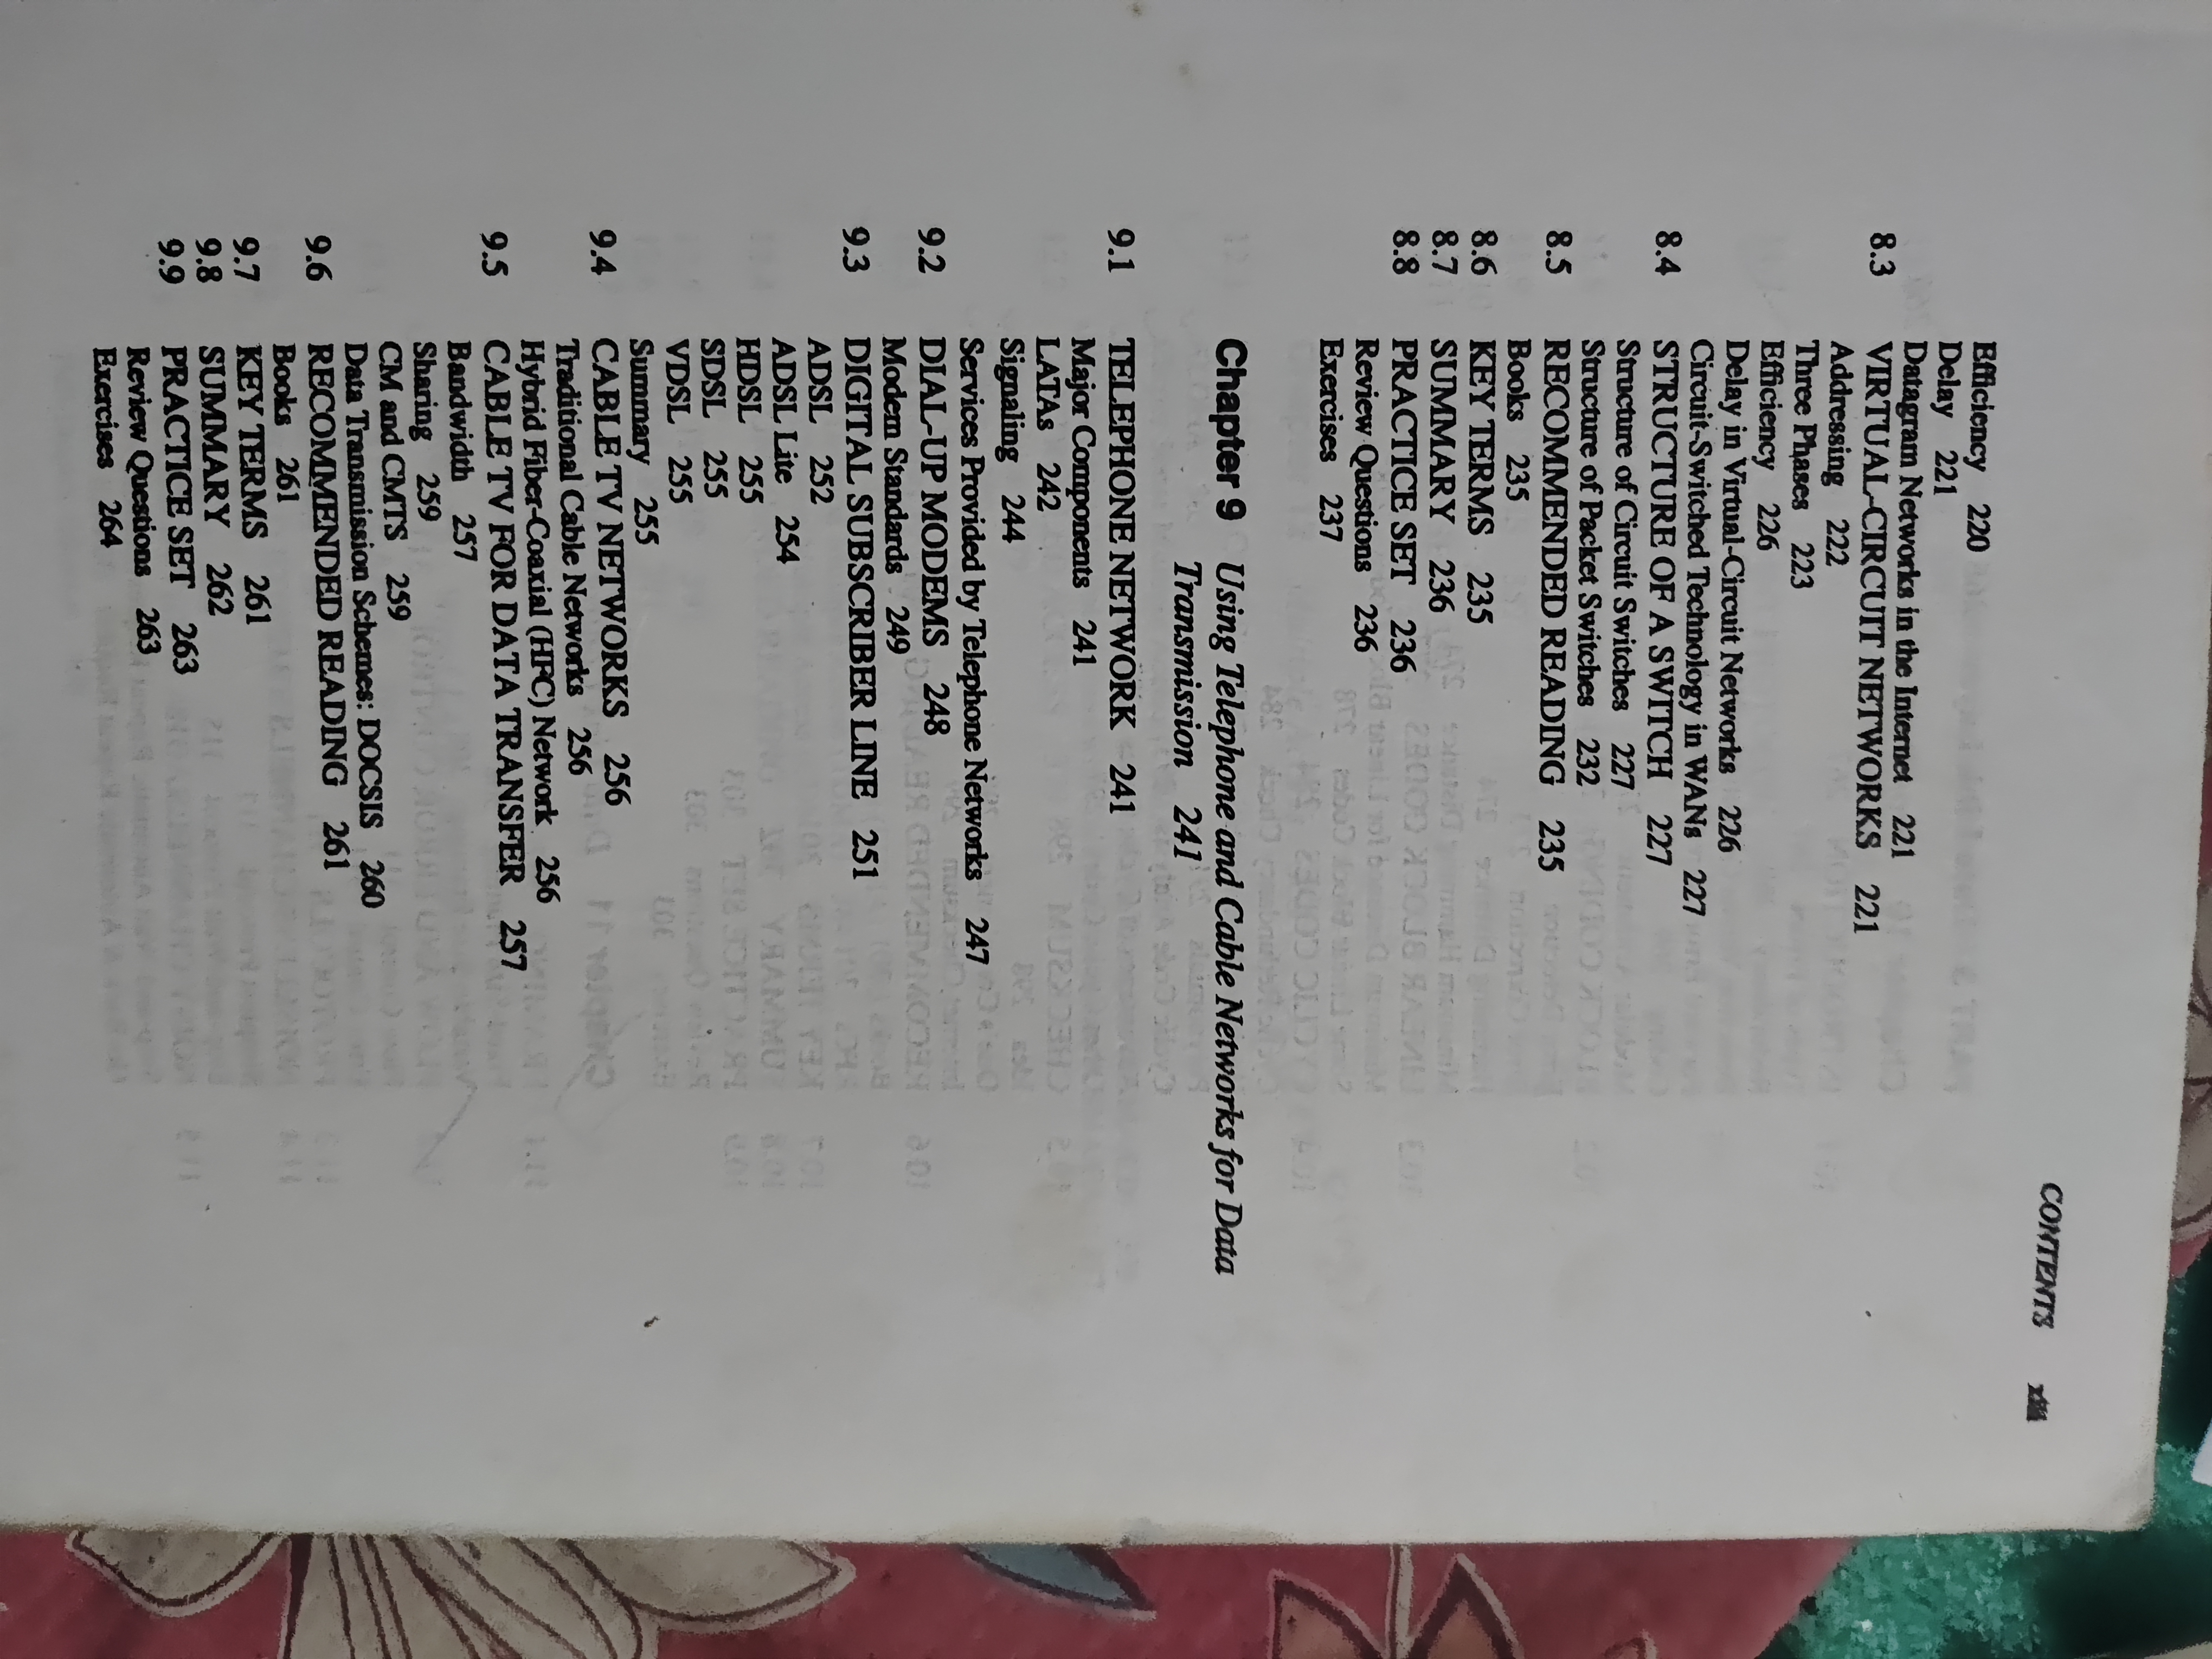 CONTENTS
Efficiency 220
Delay 221
Datagram Networks in the Internet 221
8.3 VIRTUAL-CIRCUIT NETWORKS 221
Addressing 222
Three Phases 223
Efficiency 226
Delay in Virtual-Circuit Networks 226
Circuit-Switched Technology in WANs 227
8.4 STRUCTURE OF A SWITCH 227
Structure of Circuit Switches 227
Structure of Packet Switches 232
8.5 RECOMMENDED READING 235
Books 235
8.6 KEY TERMS 235
8.7 SUMMARY 236
8.8 PRACTICE SET 236
Review Questions 236
Exercises 237
Chapter 9 Using Telephone and Cable Networks for Data
Transmission 241
9.1 TELEPHONE NETWORK 241
Major Components 241
LATAs 242
Signaling 244
Services Provided by Telephone Networks 247
9.2 DIAL-UP MODEMS 248
Modem Standards 249
9.3 DIGITAL SUBSCRIBER LINE 251
ADSL 252
ADSL Lite 254
HDSL 255
SDSL 255
VDSL 255
Summary 255
9.4 CABLE TV NETWORKS 256
Traditional Cable Networks 256
Hybrid Fiber-Coaxial (HFC) Network 256
9.5 CABLE TV FOR DATA TRANSFER 257
Bandwidth 257
Sharing 259
CM and CMTS 259
Data Transmission Schemes: DOCSIS 260
9.6 RECOMMENDED READING 261
Books 261
9.7 KEY TERMS 261
9.8 SUMMARY 262
9.9 PRACTICE SET 263
Review Questions 263
Exercises 264